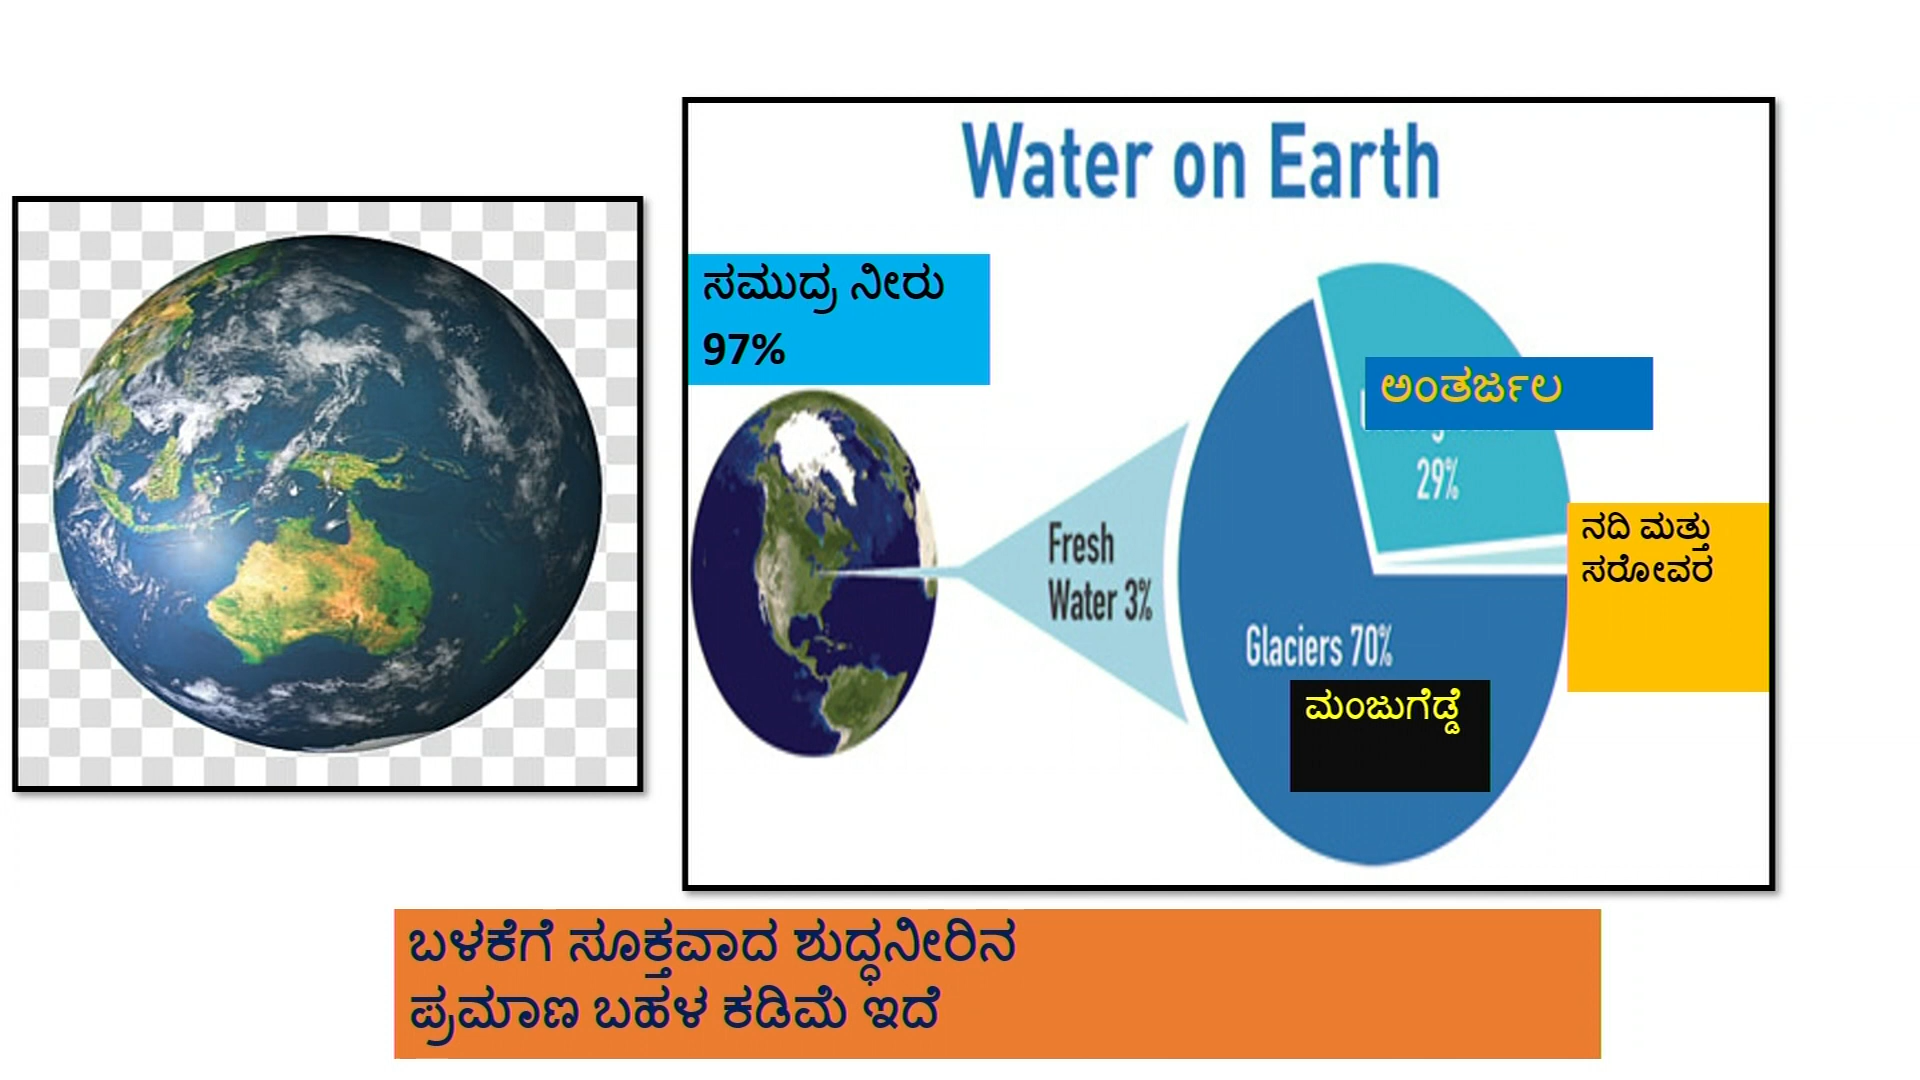 Water on Earth
ಸಮುದ್ರ ನೀರು
97%
ಅಂತರ್ಜಲ
29%
ನದಿ ಮತ್ತು
ಸರೋವರ
Fresh
Water 3%
Glaciers 70%
ಮಂಜುಗೆಡ್ಡೆ
ಬಳಕೆಗೆ ಸೂಕ್ತವಾದ ಶುದ್ಧನೀರಿನ
ಪ್ರಮಾಣ ಬಹಳ ಕಡಿಮೆ ಇದೆ